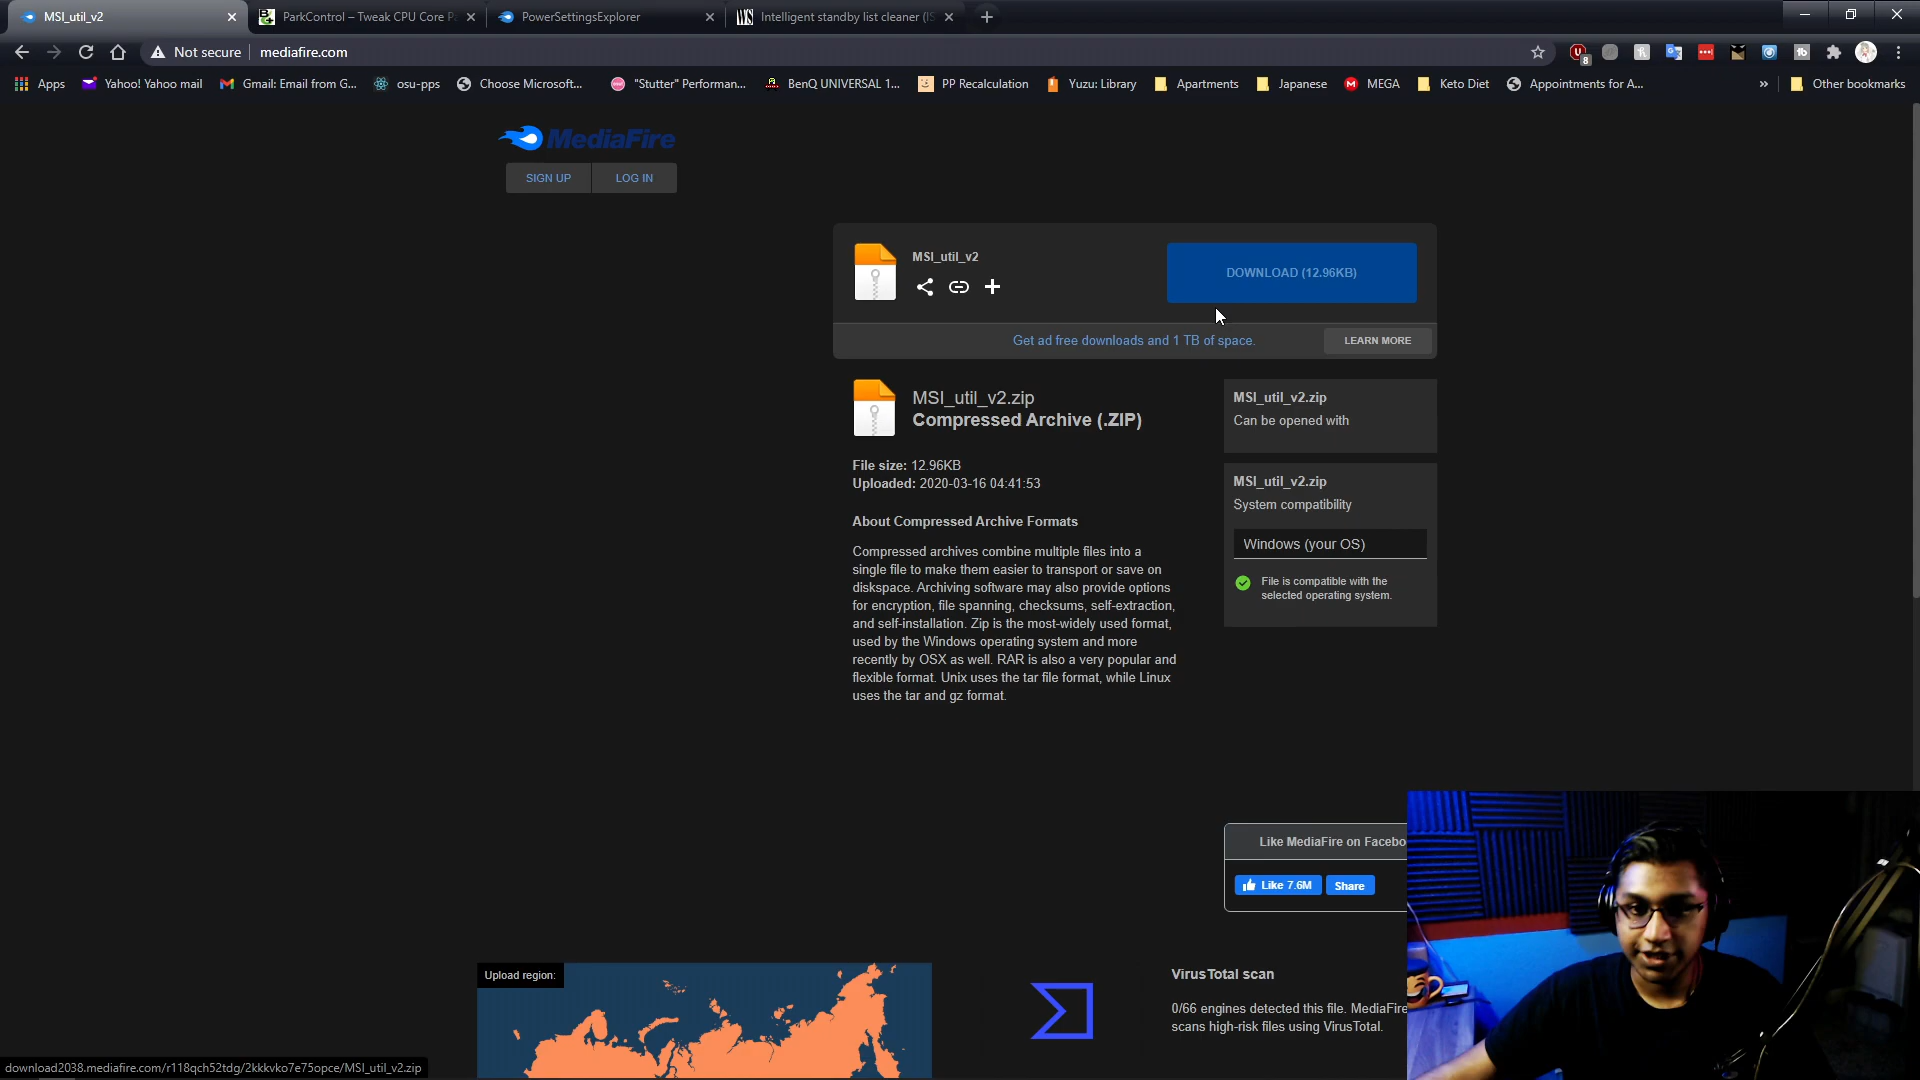 MSI_util_v2
ParkControl – Tweak CPU Core P
PowerSettingsExplorer
Intelligent standby list cleaner (IS
Not secure
mediafire.com
8
Apps
Yahoo! Yahoo mail
Gmail: Email from G...
osu-pps
Choose Microsoft...
"Stutter" Performan...
BenQ UNIVERSAL 1...
PP Recalculation
Yuzu: Library
Apartments
Japanese
MEGA
Keto Diet
Appointments for A...
»
Other bookmarks
MediaFire
SIGN UP
LOG IN
MSI_util_v2
DOWNLOAD (12.96KB)
Get ad free downloads and 1 TB of space.
LEARN MORE
MSI_util_v2.zip
Compressed Archive (.ZIP)
File size: 12.96KB
Uploaded: 2020-03-16 04:41:53
About Compressed Archive Formats
Compressed archives combine multiple files into a
single file to make them easier to transport or save on
diskspace. Archiving software may also provide options
for encryption, file spanning, checksums, self-extraction,
and self-installation. Zip is the most-widely used format,
used by the Windows operating system and more
recently by OSX as well. RAR is also a very popular and
flexible format. Unix uses the tar file format, while Linux
uses the tar and gz format.
MSI_util_v2.zip
Can be opened with
MSI_util_v2.zip
System compatibility
Windows (your OS)
File is compatible with the
selected operating system.
Like MediaFire on Facebo
Like 7.6M
Share
Upload region:
VirusTotal scan
0/66 engines detected this file. MediaFire
scans high-risk files using VirusTotal.
download2038.mediafire.com/r118qch52tdg/2kkkvko7e75opce/MSI_util_v2.zip